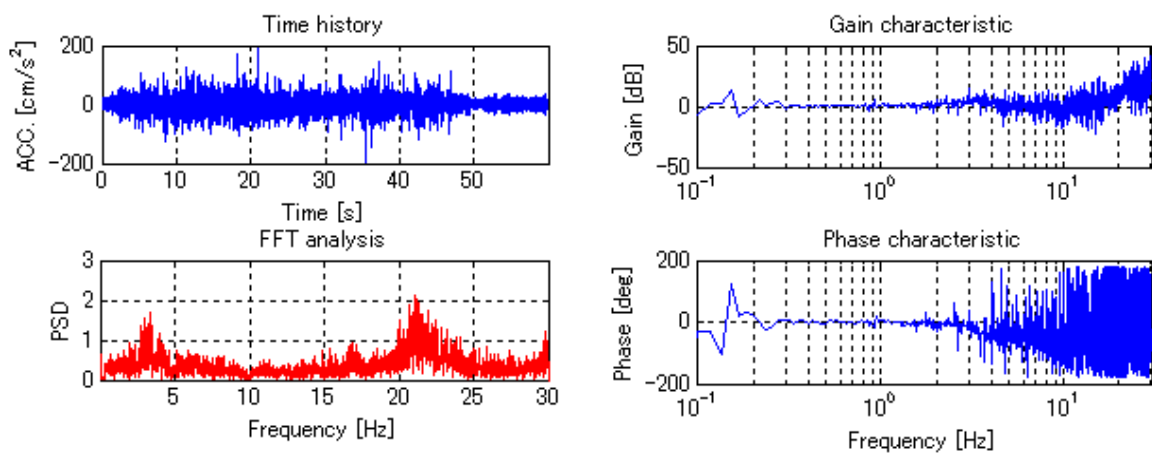 Time history
ACC. [cm/s²]
200
0
-200
0 10 20 30 40 50
Time [s]
Gain characteristic
Gain [dB]
50
0
-50
10⁻¹ 10⁰ 10¹
FFT analysis
PSD
3
2
1
0
5 10 15 20 25 30
Frequency [Hz]
Phase characteristic
Phase [deg]
200
0
-200
10⁻¹ 10⁰ 10¹
Frequency [Hz]